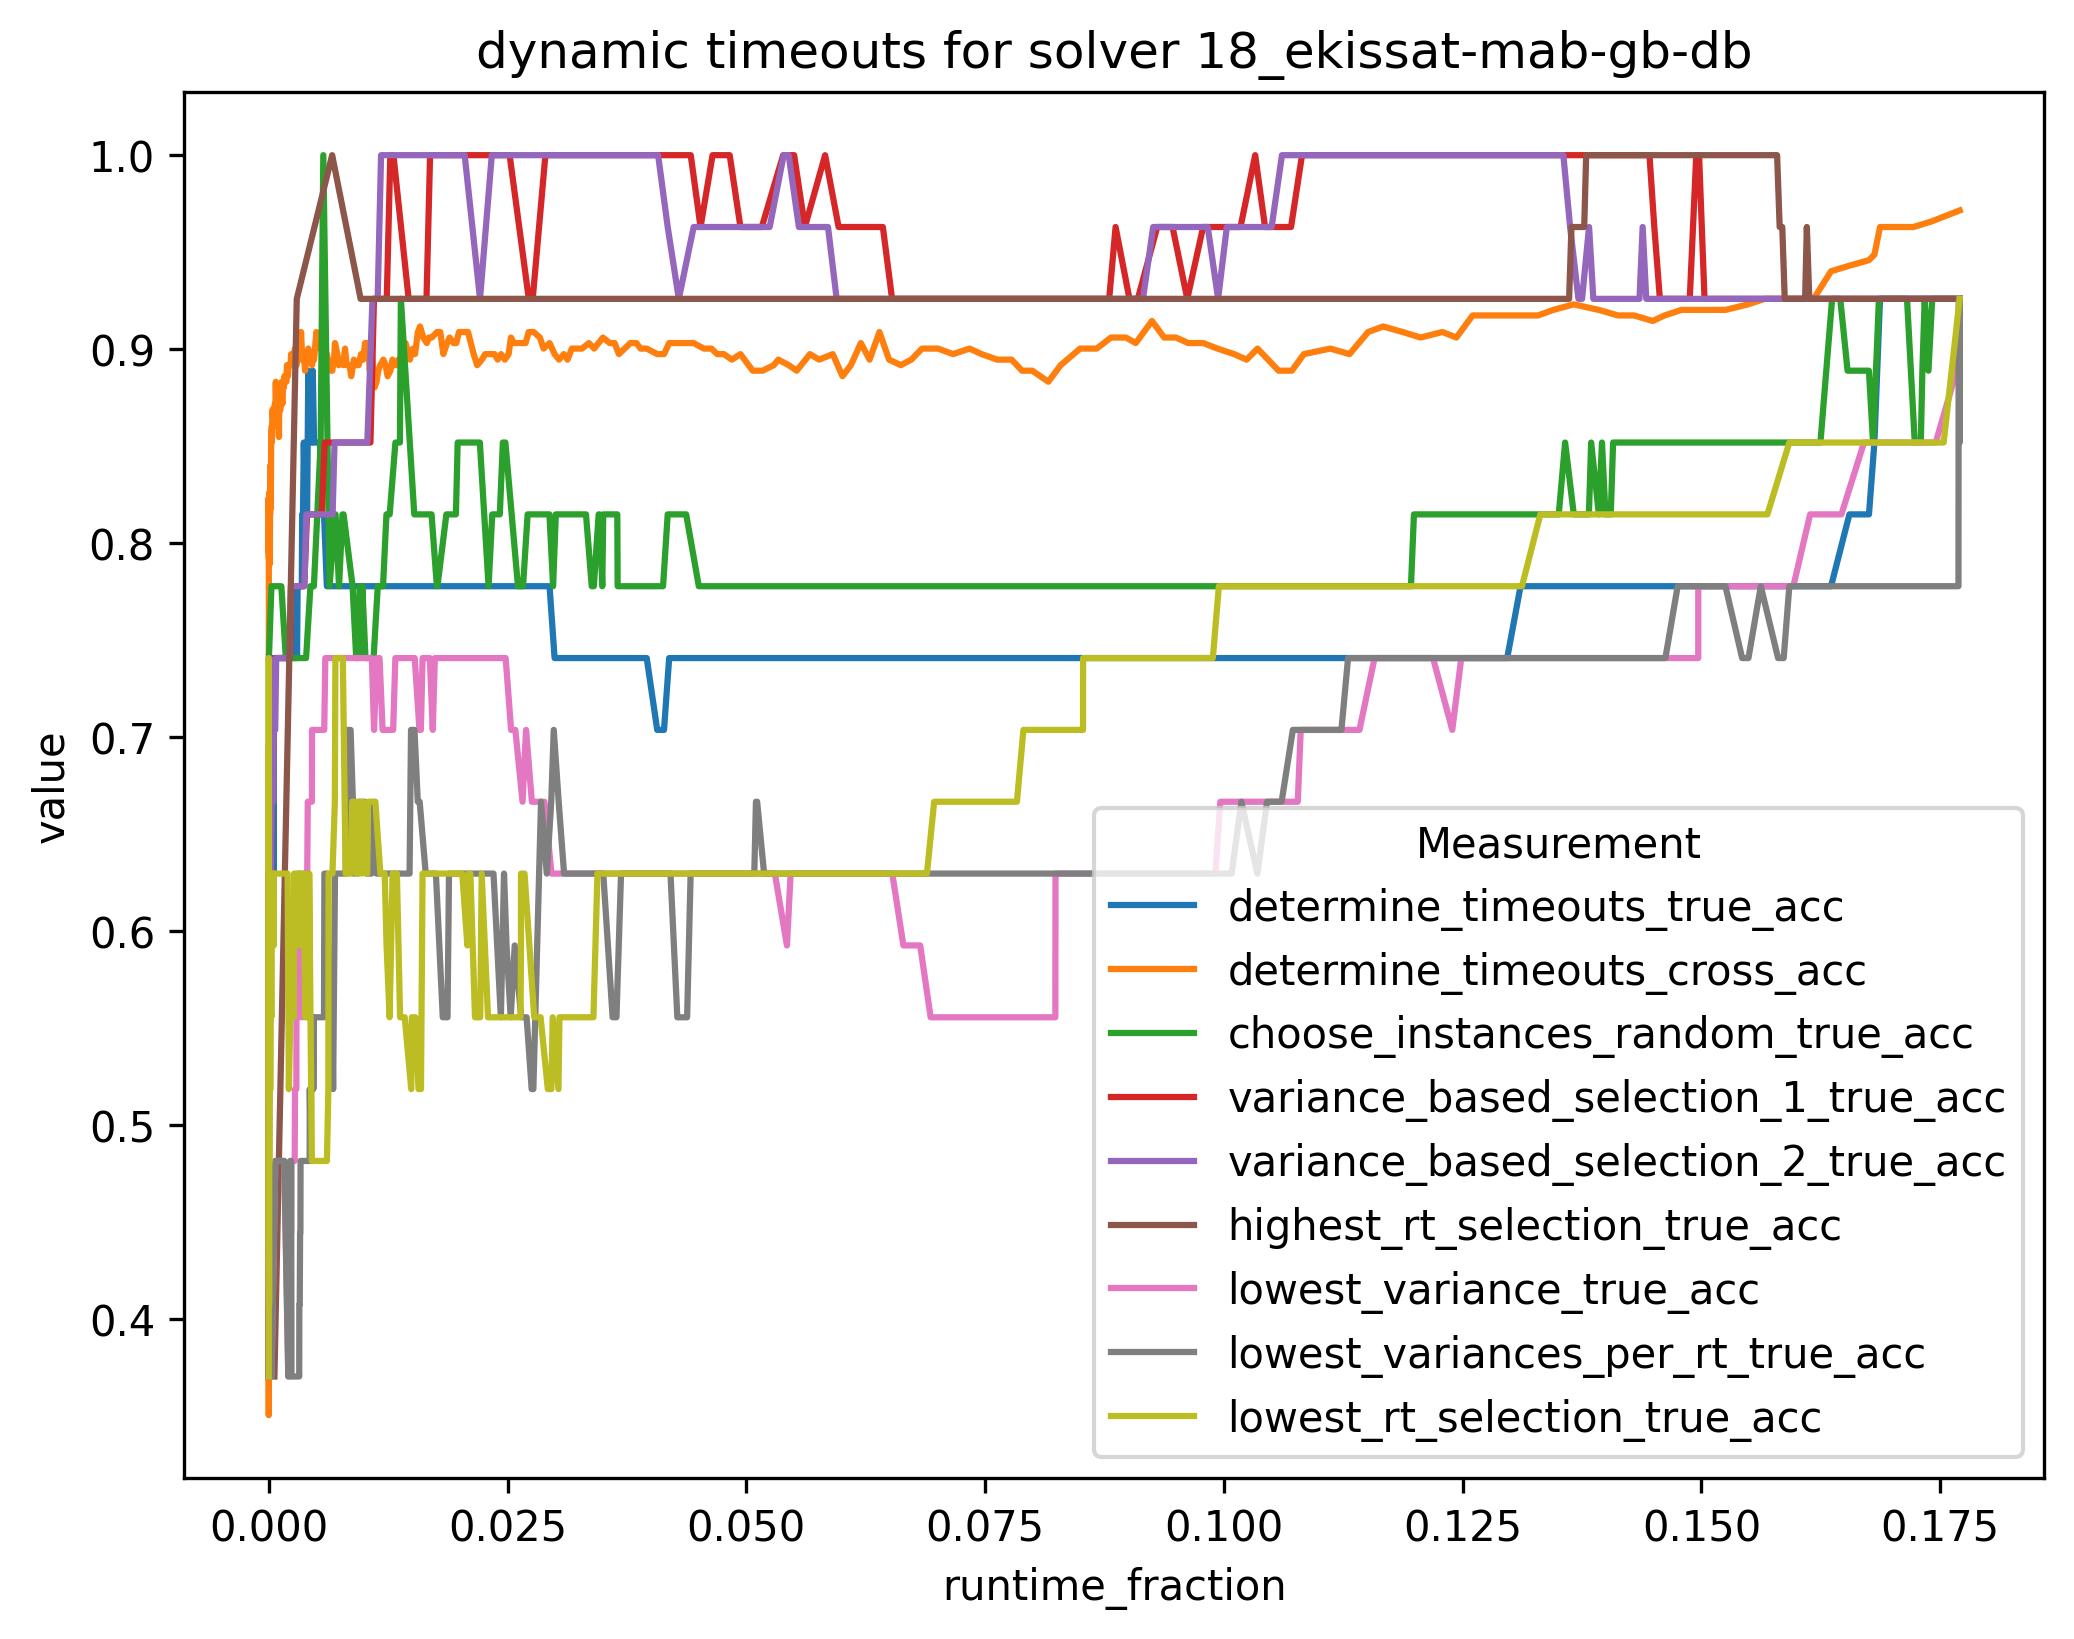 dynamic timeouts for solver 18_ekissat-mab-gb-db
value
1.0
0.9
0.8
0.7
0.6
0.5
0.4
Measurement
determine_timeouts_true_acc
determine_timeouts_cross_acc
choose_instances_random_true_acc
variance_based_selection_1_true_acc
variance_based_selection_2_true_acc
highest_rt_selection_true_acc
lowest_variance_true_acc
lowest_variances_per_rt_true_acc
lowest_rt_selection_true_acc
0.000 0.025 0.050 0.075 0.100 0.125 0.150 0.175
runtime_fraction